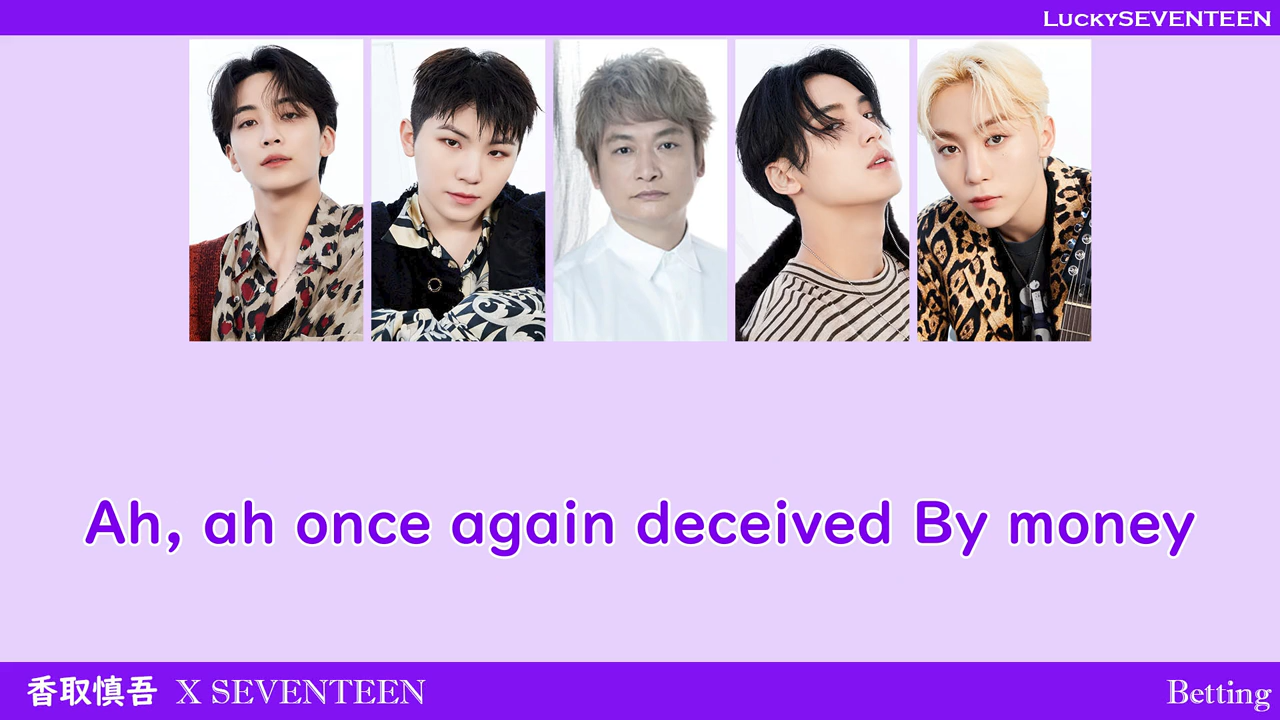 LuckySEVENTEEN
Ah, ah once again deceived By money
香取慎吾 X SEVENTEEN
Betting